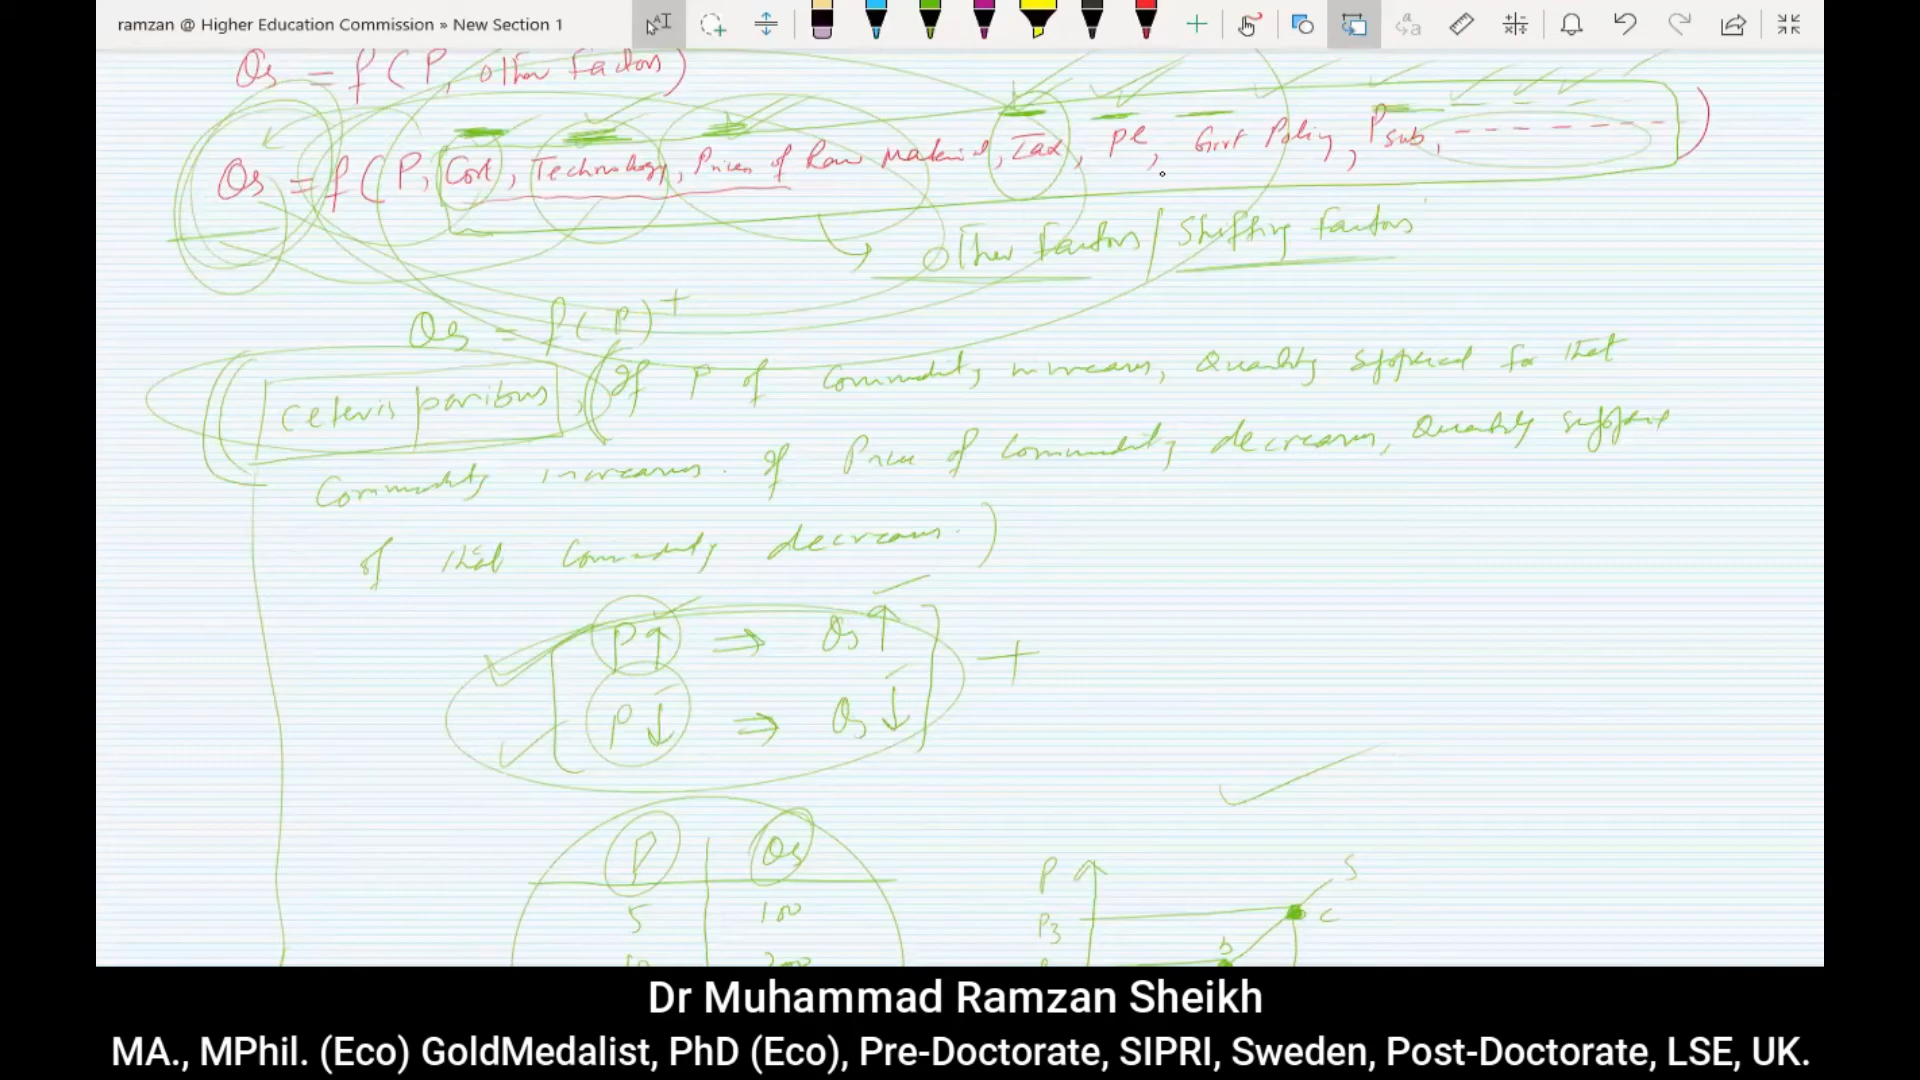 ramzan @ Higher Education Commission » New Section 1
Qs = f ( P, other factors )
Qs = f ( P, Cost, Technology, Prices of Raw Material, Tax, Pe, Govt Policy, Psub, - - - - - - - - )
other factors / Shifting factors
Qs = f ( P )+
Ceteris paribus, ( If P of Commodity increases, Quantity supplied for that
Commodity increases. If Price of Commodity decreases, Quantity supplied
of that Commodity decreases. )
P↑ ⇒ Qs↑
+
P↓ ⇒ Qs↓
P Qs
5 100
10 200
P S
P3 c
b
Dr Muhammad Ramzan Sheikh
MA., MPhil. (Eco) GoldMedalist, PhD (Eco), Pre-Doctorate, SIPRI, Sweden, Post-Doctorate, LSE, UK.